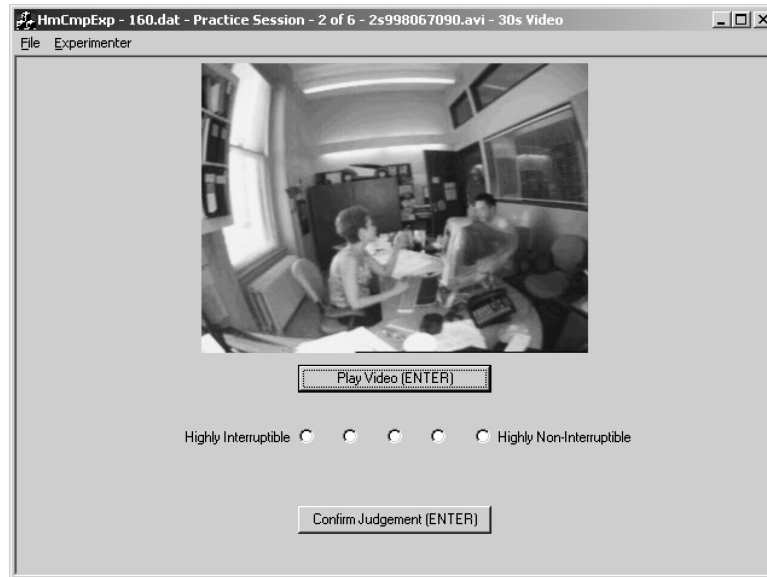 HmCmpExp - 160.dat - Practice Session - 2 of 6 - 2s998067090.avi - 30s Video
File Experimenter
Play Video (ENTER)
Highly Interruptible Highly Non-Interruptible
Confirm Judgement (ENTER)